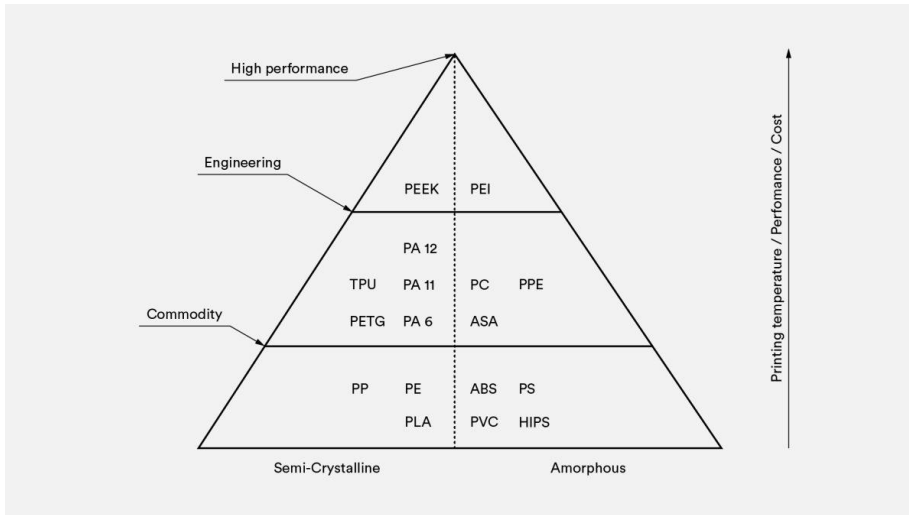 High performance
Engineering
PEEK PEI
PA 12
TPU PA 11 PC PPE
Commodity
PETG PA 6 ASA
PP PE ABS PS
PLA PVC HIPS
Semi-Crystalline Amorphous
Printing temperature / Perfomance / Cost